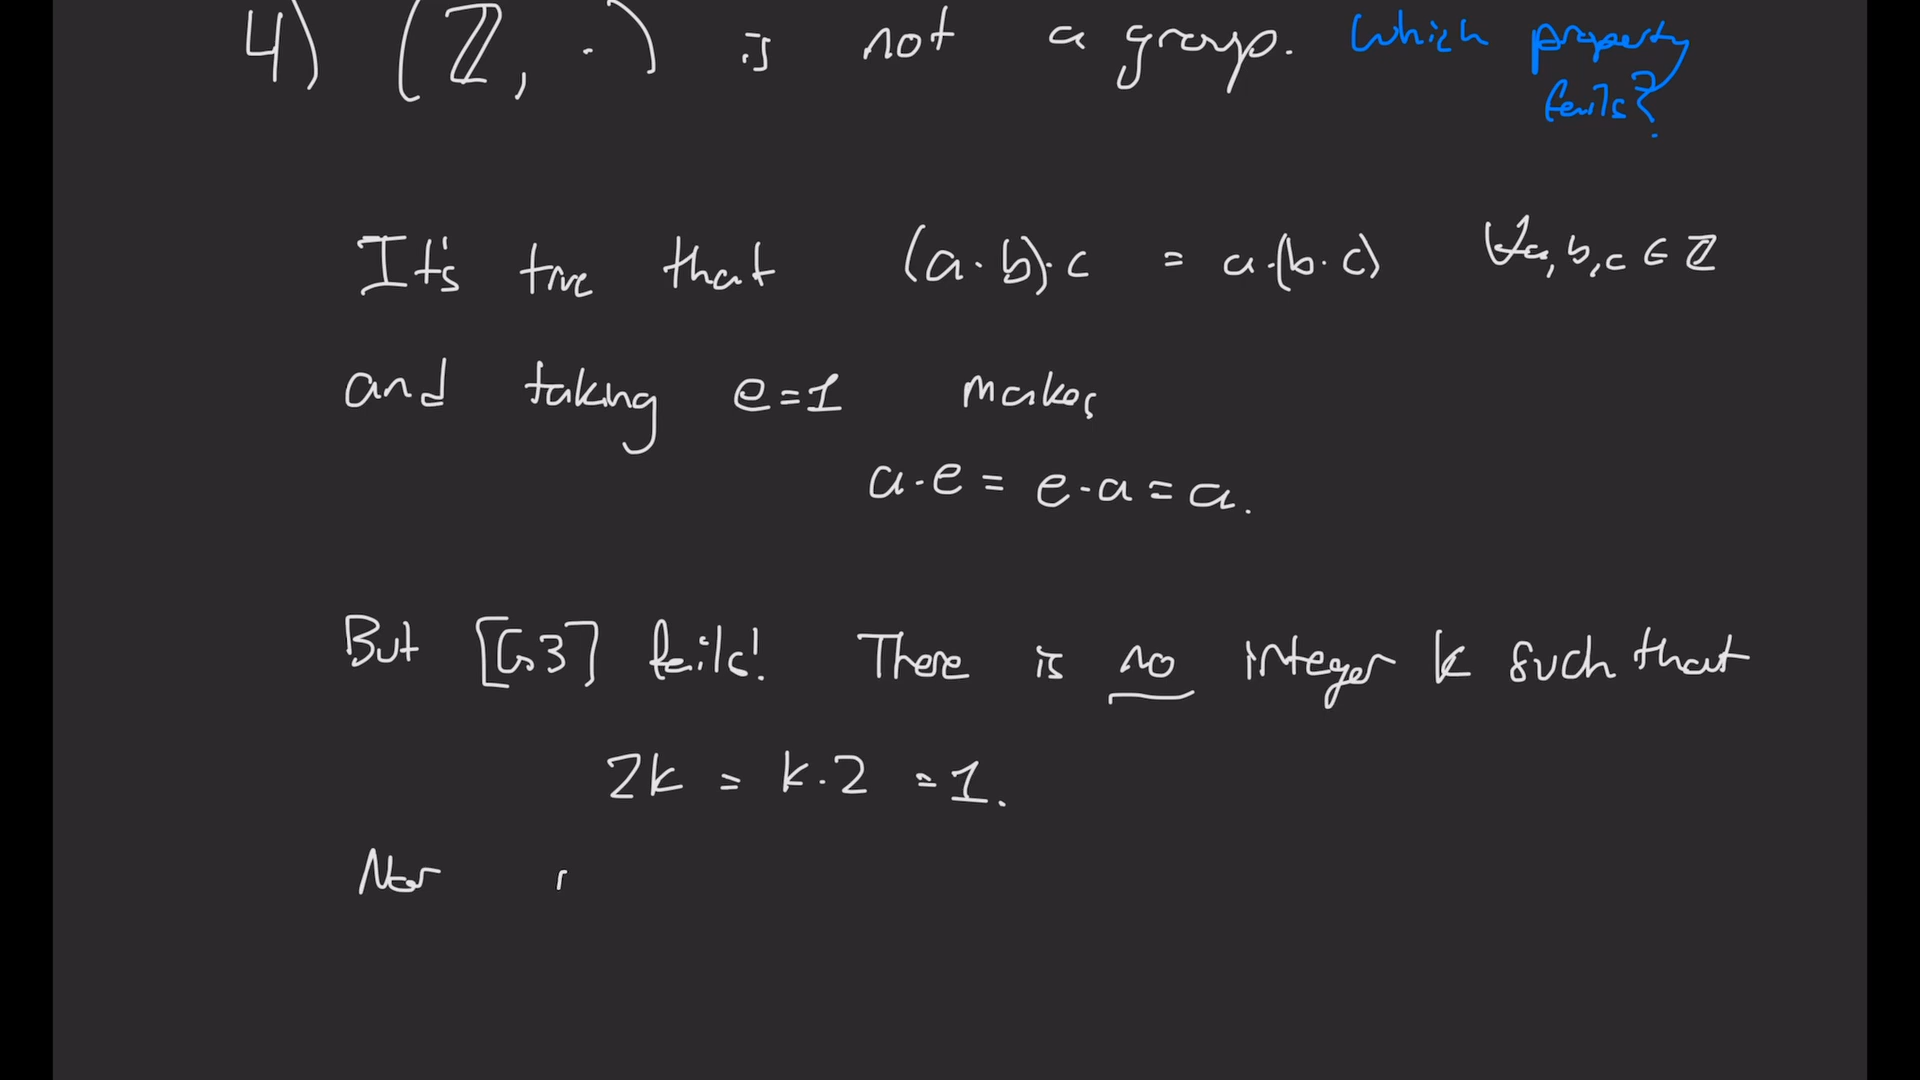 4) (ℤ, ·) is not a group. Which property
fails?
It's true that (a·b)·c = a·(b·c) ∀a,b,c ∈ ℤ
and taking e=1 makes
a·e = e·a = a.
But [G3] fails! There is no integer k such that
2k = k·2 = 1.
Nor